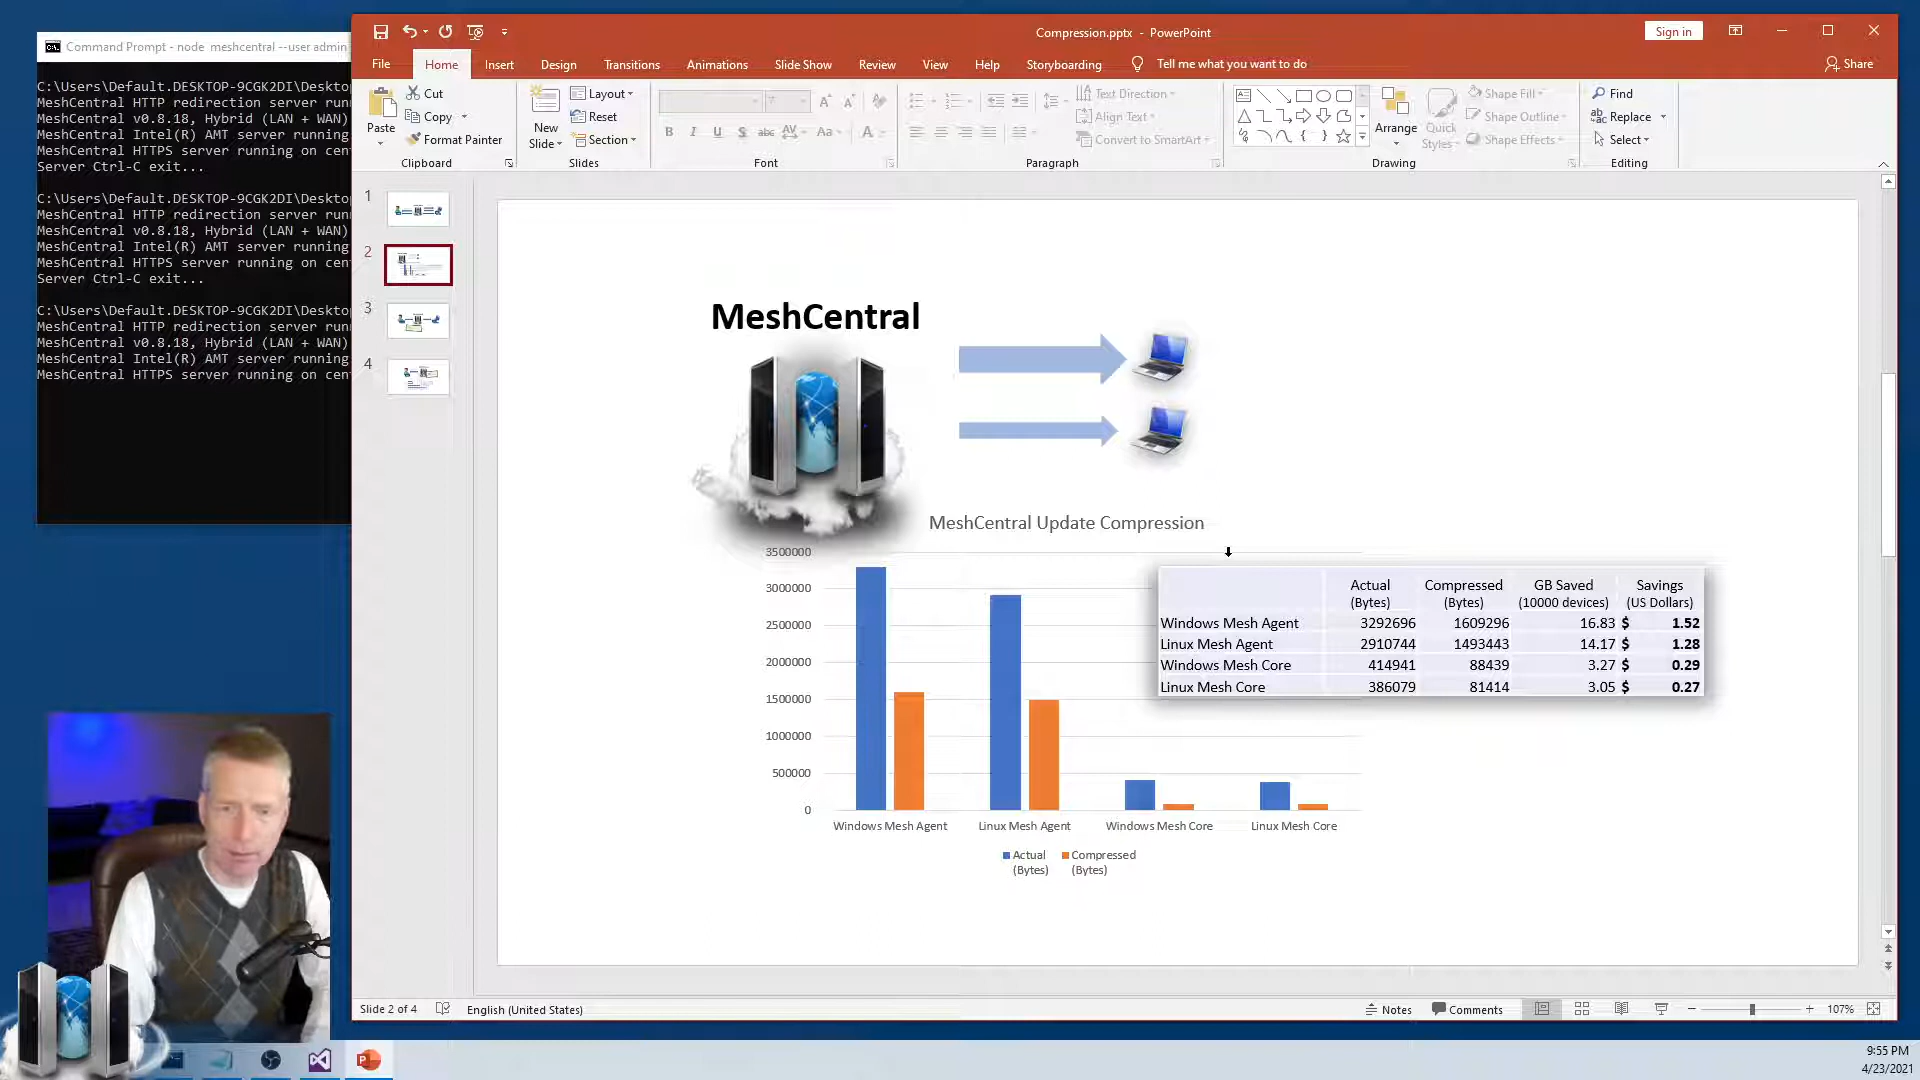 Command Prompt - node  meshcentral --user admin
C:\Users\Default.DESKTOP-9CGK2DI\Deskto
MeshCentral HTTP redirection server run
MeshCentral v0.8.18, Hybrid (LAN + WAN)
MeshCentral Intel(R) AMT server running
MeshCentral HTTPS server running on cen
Server Ctrl-C exit...
C:\Users\Default.DESKTOP-9CGK2DI\Deskto
MeshCentral HTTP redirection server run
MeshCentral v0.8.18, Hybrid (LAN + WAN)
MeshCentral Intel(R) AMT server running
MeshCentral HTTPS server running on cen
Server Ctrl-C exit...
C:\Users\Default.DESKTOP-9CGK2DI\Deskto
MeshCentral HTTP redirection server run
MeshCentral v0.8.18, Hybrid (LAN + WAN)
MeshCentral Intel(R) AMT server running
MeshCentral HTTPS server running on cen
Compression.pptx - PowerPoint
Sign in
File Home Insert Design Transitions Animations Slide Show Review View Help Storyboarding Tell me what you want to do Share
Paste
Cut
Copy
Format Painter
Clipboard
New Slide
Layout
Reset
Section
Slides
B I U S abc AV Aa A
Font
Text Direction
Align Text
Convert to SmartArt
Paragraph
Arrange
Quick Styles
Shape Fill
Shape Outline
Shape Effects
Drawing
Find
Replace
Select
Editing
1
2
3
4
MeshCentral
MeshCentral Update Compression
3500000
3000000
2500000
2000000
1500000
1000000
500000
0
Windows Mesh Agent Linux Mesh Agent Windows Mesh Core Linux Mesh Core
Actual (Bytes) Compressed (Bytes)
Actual Compressed GB Saved Savings
(Bytes) (Bytes) (10000 devices) (US Dollars)
Windows Mesh Agent 3292696 1609296 16.83 $ 1.52
Linux Mesh Agent 2910744 1493443 14.17 $ 1.28
Windows Mesh Core 414941 88439 3.27 $ 0.29
Linux Mesh Core 386079 81414 3.05 $ 0.27
Slide 2 of 4 English (United States) Notes Comments 107%
9:55 PM
4/23/2021